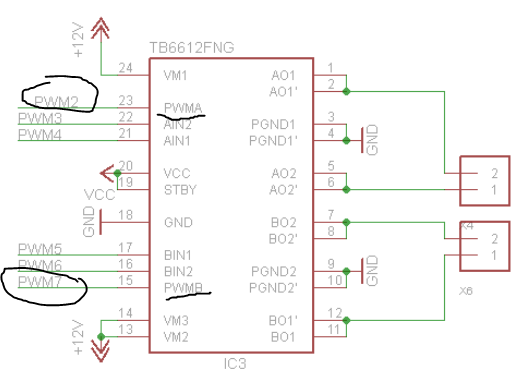 +12V
TB6612FNG
24 VM1 AO1 1
AO1' 2
PWM2 23 PWMA
PWM3 22 AIN2 PGND1 3
PWM4 21 AIN1 PGND1' 4 GND
20 VCC AO2 5 2
VCC 19 STBY AO2' 6 1
GND 18 GND BO2 7 X4
BO2' 8 2
PWM5 17 BIN1 1
PWM6 16 BIN2 PGND2 9 GND
PWM7 15 PWMB PGND2' 10 X6
+12V 14 VM3 BO1' 12
13 VM2 BO1 11
IC3